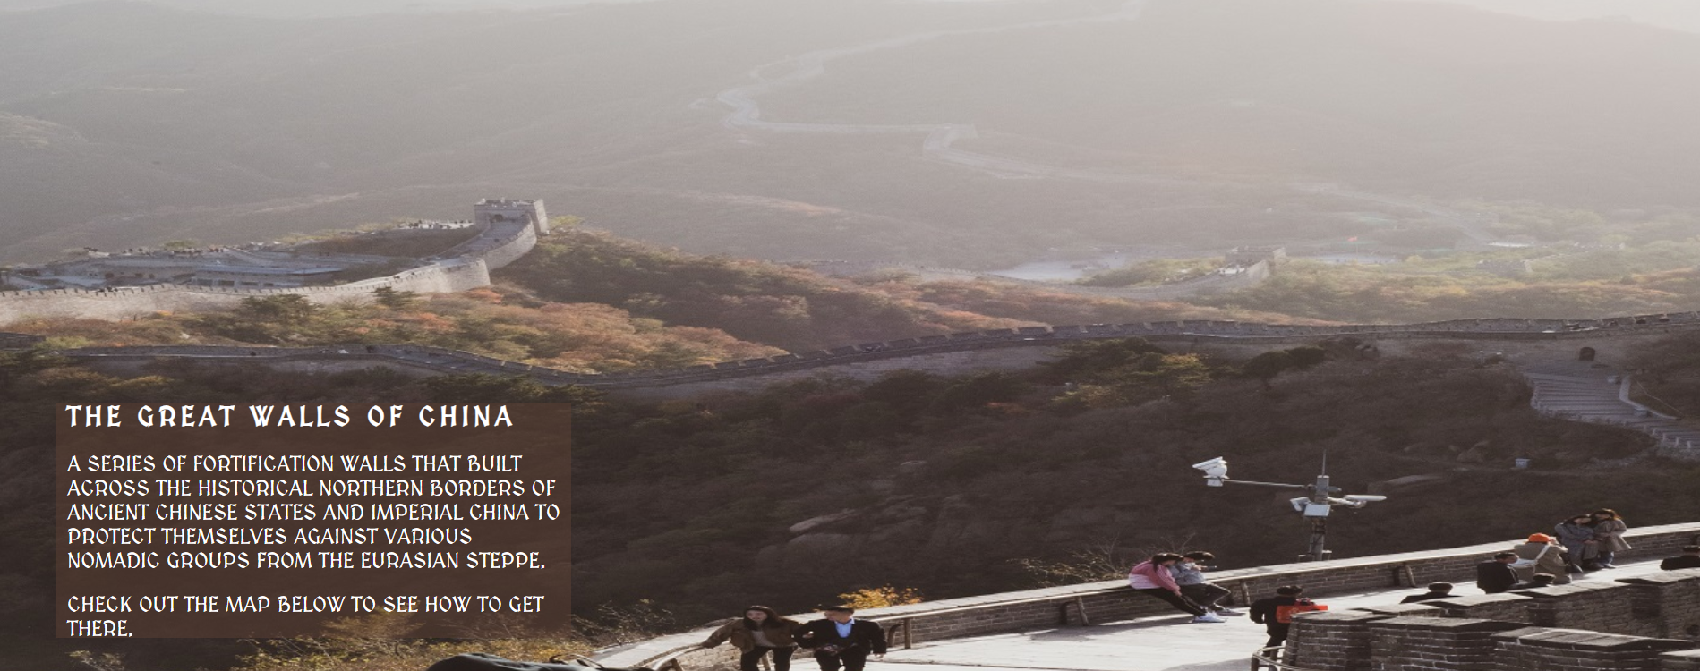 THE GREAT WALLS OF CHINA
A SERIES OF FORTIFICATION WALLS THAT BUILT
ACROSS THE HISTORICAL NORTHERN BORDERS OF
ANCIENT CHINESE STATES AND IMPERIAL CHINA TO
PROTECT THEMSELVES AGAINST VARIOUS
NOMADIC GROUPS FROM THE EURASIAN STEPPE.
CHECK OUT THE MAP BELOW TO SEE HOW TO GET
THERE.